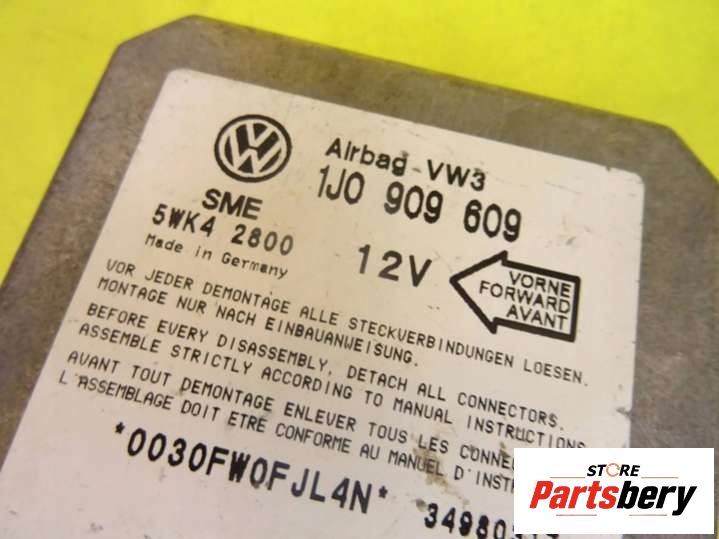 Airbag - VW3
1J0 909 609
SME
5WK4 2800
Made in Germany
12V
VORNE
FORWARD
AVANT
VOR JEDER DEMONTAGE ALLE STECKVERBINDUNGEN LOESEN.
MONTAGE NUR NACH EINBAUANWEISUNG.
BEFORE EVERY DISASSEMBLY, DETACH ALL CONNECTORS.
ASSEMBLE STRICTLY ACCORDING TO MANUAL INSTRUCTIONS
AVANT TOUT DEMONTAGE ENLEVER TOUS LES
L'ASSEMBLAGE DOIT ETRE CONFORME AU MANUEL
*0030FW0FJL4N*
STORE
Partsbery